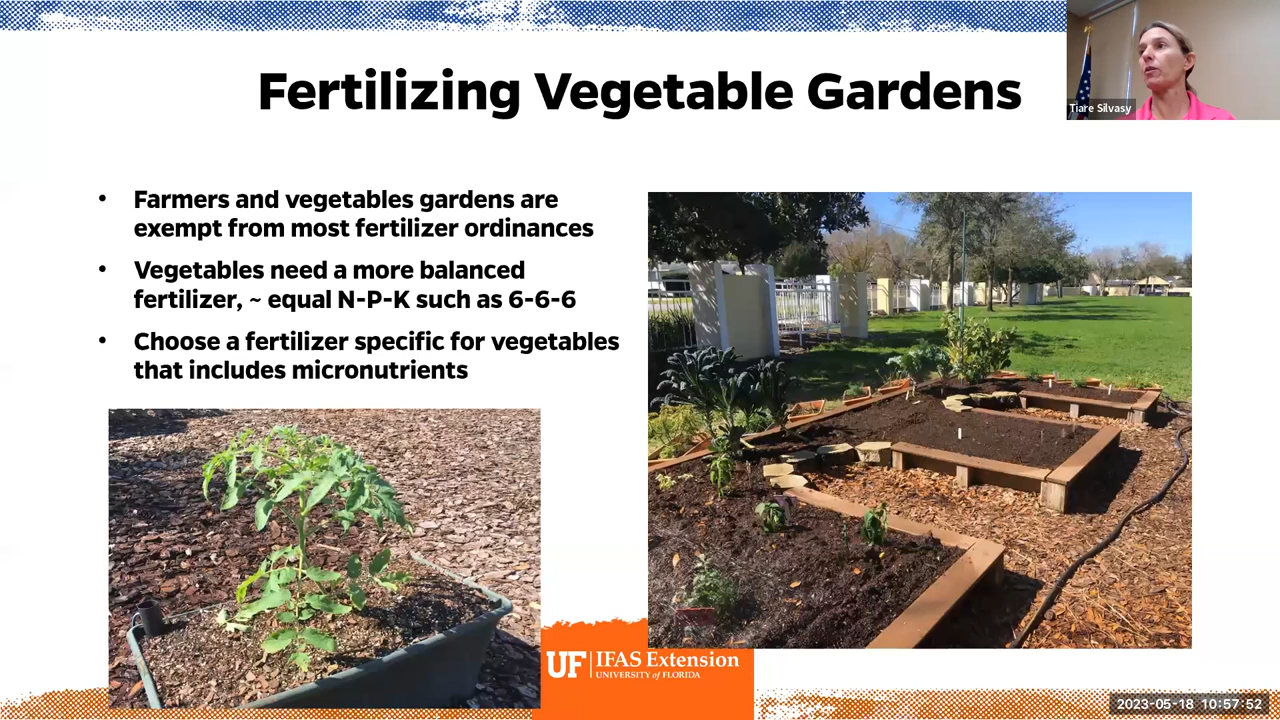 Fertilizing Vegetable Gardens
Tiare Silvasy
• Farmers and vegetables gardens are
exempt from most fertilizer ordinances
• Vegetables need a more balanced
fertilizer, ~ equal N-P-K such as 6-6-6
• Choose a fertilizer specific for vegetables
that includes micronutrients
UF IFAS Extension
UNIVERSITY of FLORIDA
2023-05-18 10:57:52